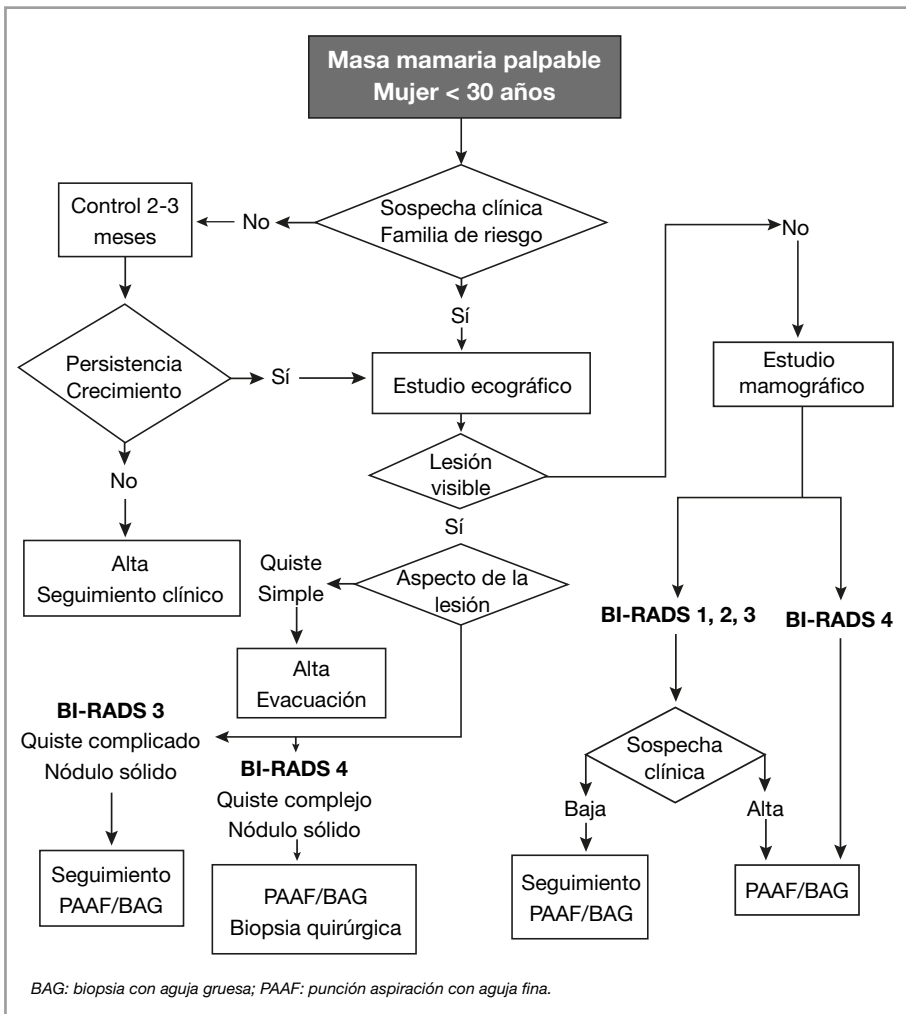 Masa mamaria palpable
Mujer < 30 años
Sospecha clínica
Familia de riesgo
No
Control 2-3
meses
Sí
No
Persistencia
Crecimiento
Sí
Estudio ecográfico
Estudio
mamográfico
Lesión
visible
No
Alta
Seguimiento clínico
Sí
Aspecto de la
lesión
Quiste
Simple
Alta
Evacuación
BI-RADS 1, 2, 3
BI-RADS 4
BI-RADS 3
Quiste complicado
Nódulo sólido
BI-RADS 4
Quiste complejo
Nódulo sólido
Sospecha
clínica
Baja
Alta
Seguimiento
PAAF/BAG
PAAF/BAG
Biopsia quirúrgica
Seguimiento
PAAF/BAG
PAAF/BAG
BAG: biopsia con aguja gruesa; PAAF: punción aspiración con aguja fina.